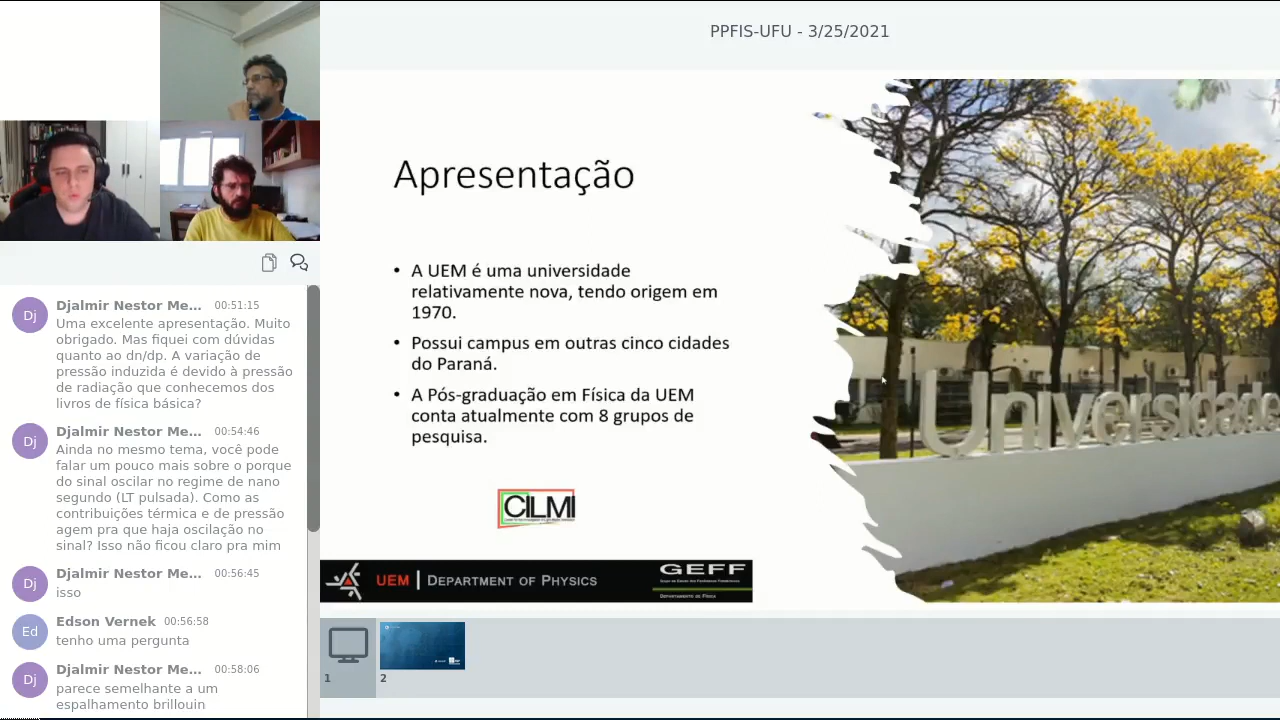 PPFIS-UFU - 3/25/2021
Apresentação
• A UEM é uma universidade
relativamente nova, tendo origem em
1970.
• Possui campus em outras cinco cidades
do Paraná.
• A Pós-graduação em Física da UEM
conta atualmente com 8 grupos de
pesquisa.
CILMI
UEM | DEPARTMENT OF PHYSICS
GEFF
DEPARTAMENTO DE FÍSICA
Universidade
1
2
Dj
Djalmir Nestor Me... 00:51:15
Uma excelente apresentação. Muito
obrigado. Mas fiquei com dúvidas
quanto ao dn/dp. A variação de
pressão induzida é devido à pressão
de radiação que conhecemos dos
livros de física básica?
Dj
Djalmir Nestor Me... 00:54:46
Ainda no mesmo tema, você pode
falar um pouco mais sobre o porque
do sinal oscilar no regime de nano
segundo (LT pulsada). Como as
contribuições térmica e de pressão
agem pra que haja oscilação no
sinal? Isso não ficou claro pra mim
Dj
Djalmir Nestor Me... 00:56:45
isso
Ed
Edson Vernek 00:56:58
tenho uma pergunta
Dj
Djalmir Nestor Me... 00:58:06
parece semelhante a um
espalhamento brillouin